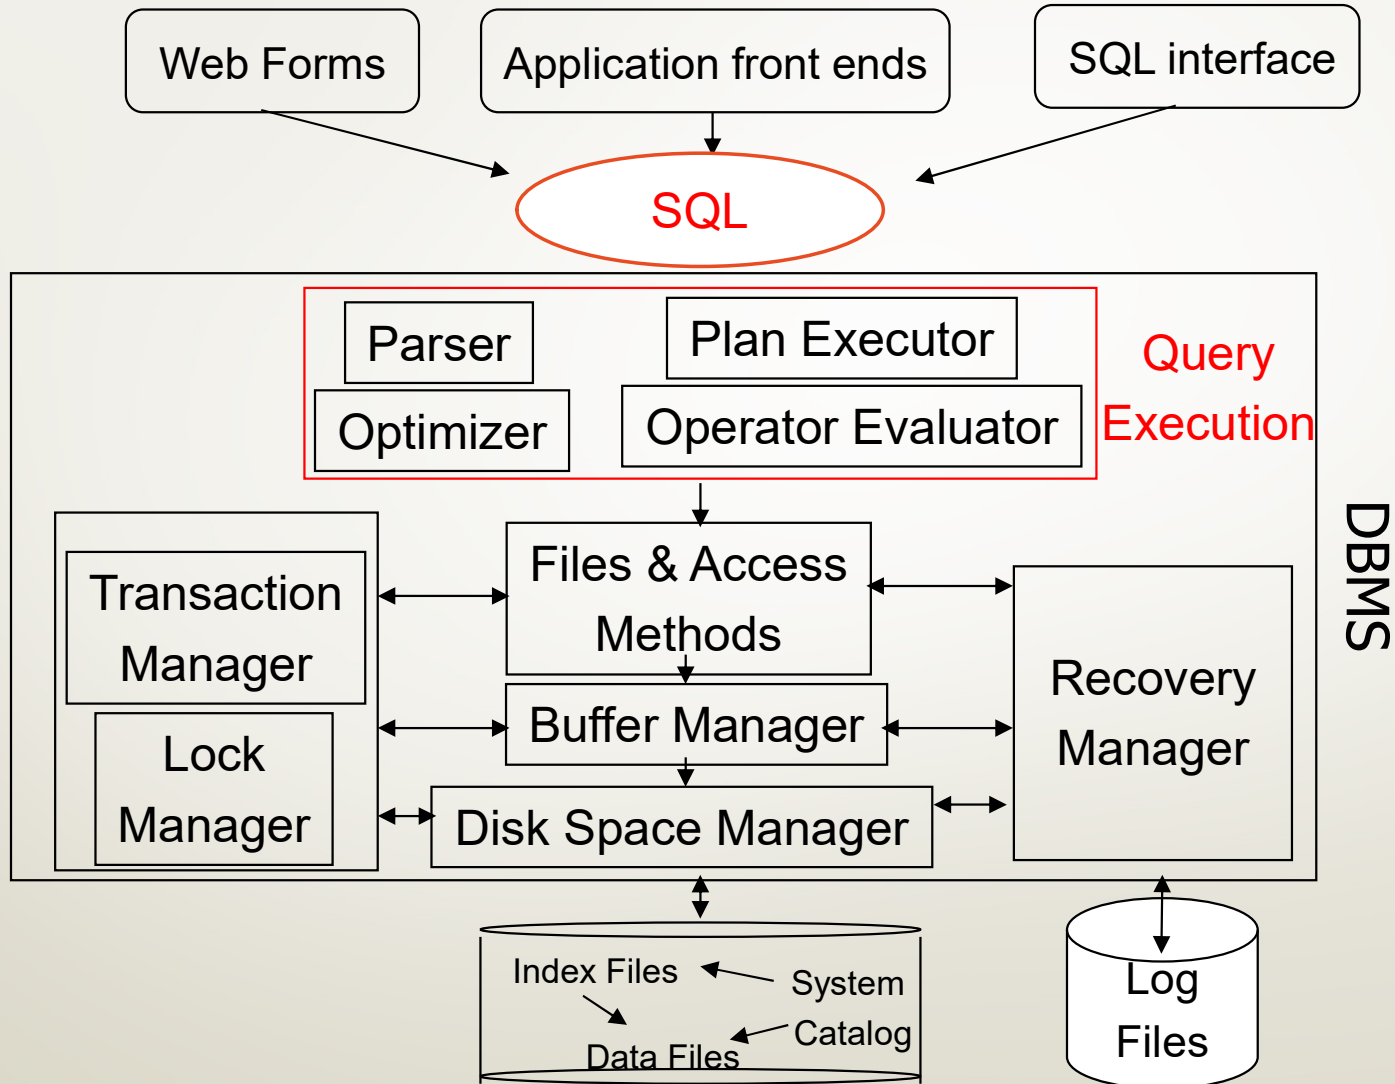 Web Forms
Application front ends
SQL interface
SQL
Parser
Plan Executor
Optimizer
Operator Evaluator
Query
Execution
DBMS
Transaction
Manager
Lock
Manager
Files & Access
Methods
Buffer Manager
Disk Space Manager
Recovery
Manager
Index Files
System
Catalog
Data Files
Log
Files